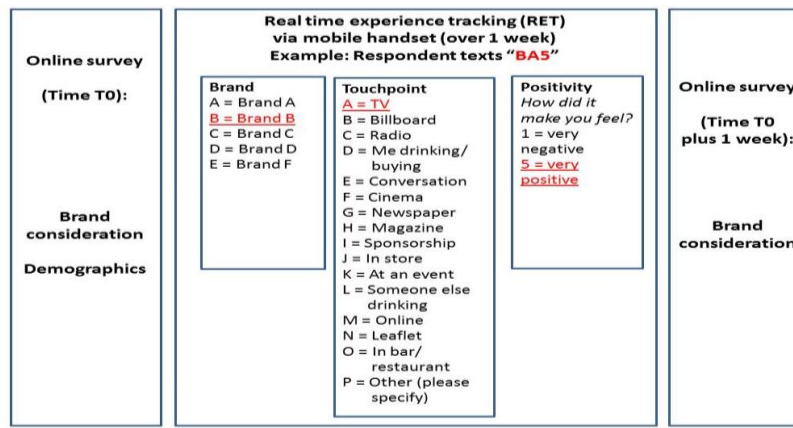 Online survey
(Time T0):
Brand
consideration
Demographics
Real time experience tracking (RET)
via mobile handset (over 1 week)
Example: Respondent texts “BA5”
Brand
A = Brand A
B = Brand B
C = Brand C
D = Brand D
E = Brand F
Touchpoint
A = TV
B = Billboard
C = Radio
D = Me drinking/
buying
E = Conversation
F = Cinema
G = Newspaper
H = Magazine
I = Sponsorship
J = In store
K = At an event
L = Someone else
drinking
M = Online
N = Leaflet
O = In bar/
restaurant
P = Other (please
specify)
Positivity
How did it
make you feel?
1 = very
negative
5 = very
positive
Online survey
(Time T0
plus 1 week):
Brand
consideration